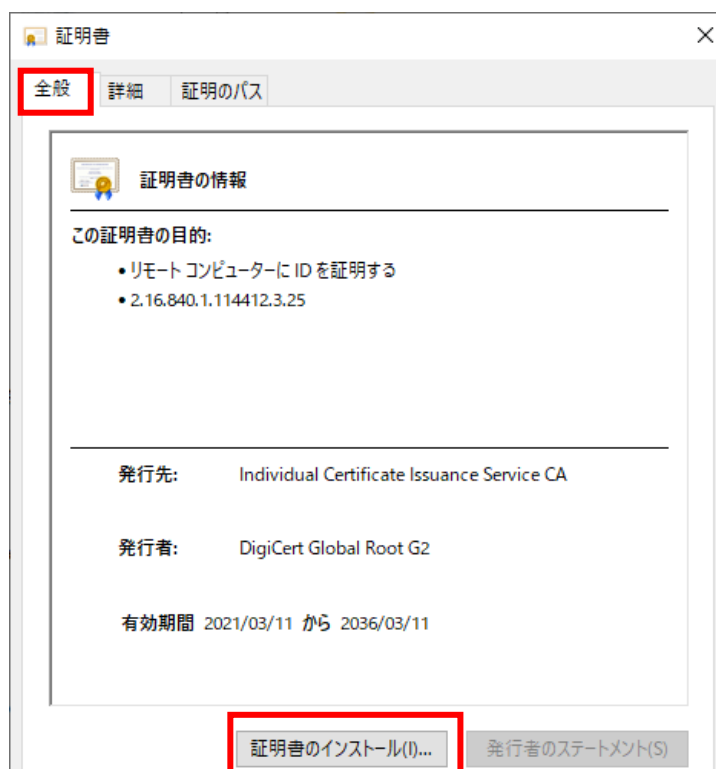 証明書
全般 詳細 証明のパス
証明書の情報
この証明書の目的:
• リモート コンピューターに ID を証明する
• 2.16.840.1.114412.3.25
発行先: Individual Certificate Issuance Service CA
発行者: DigiCert Global Root G2
有効期間 2021/03/11 から 2036/03/11
証明書のインストール(I)... 発行者のステートメント(S)